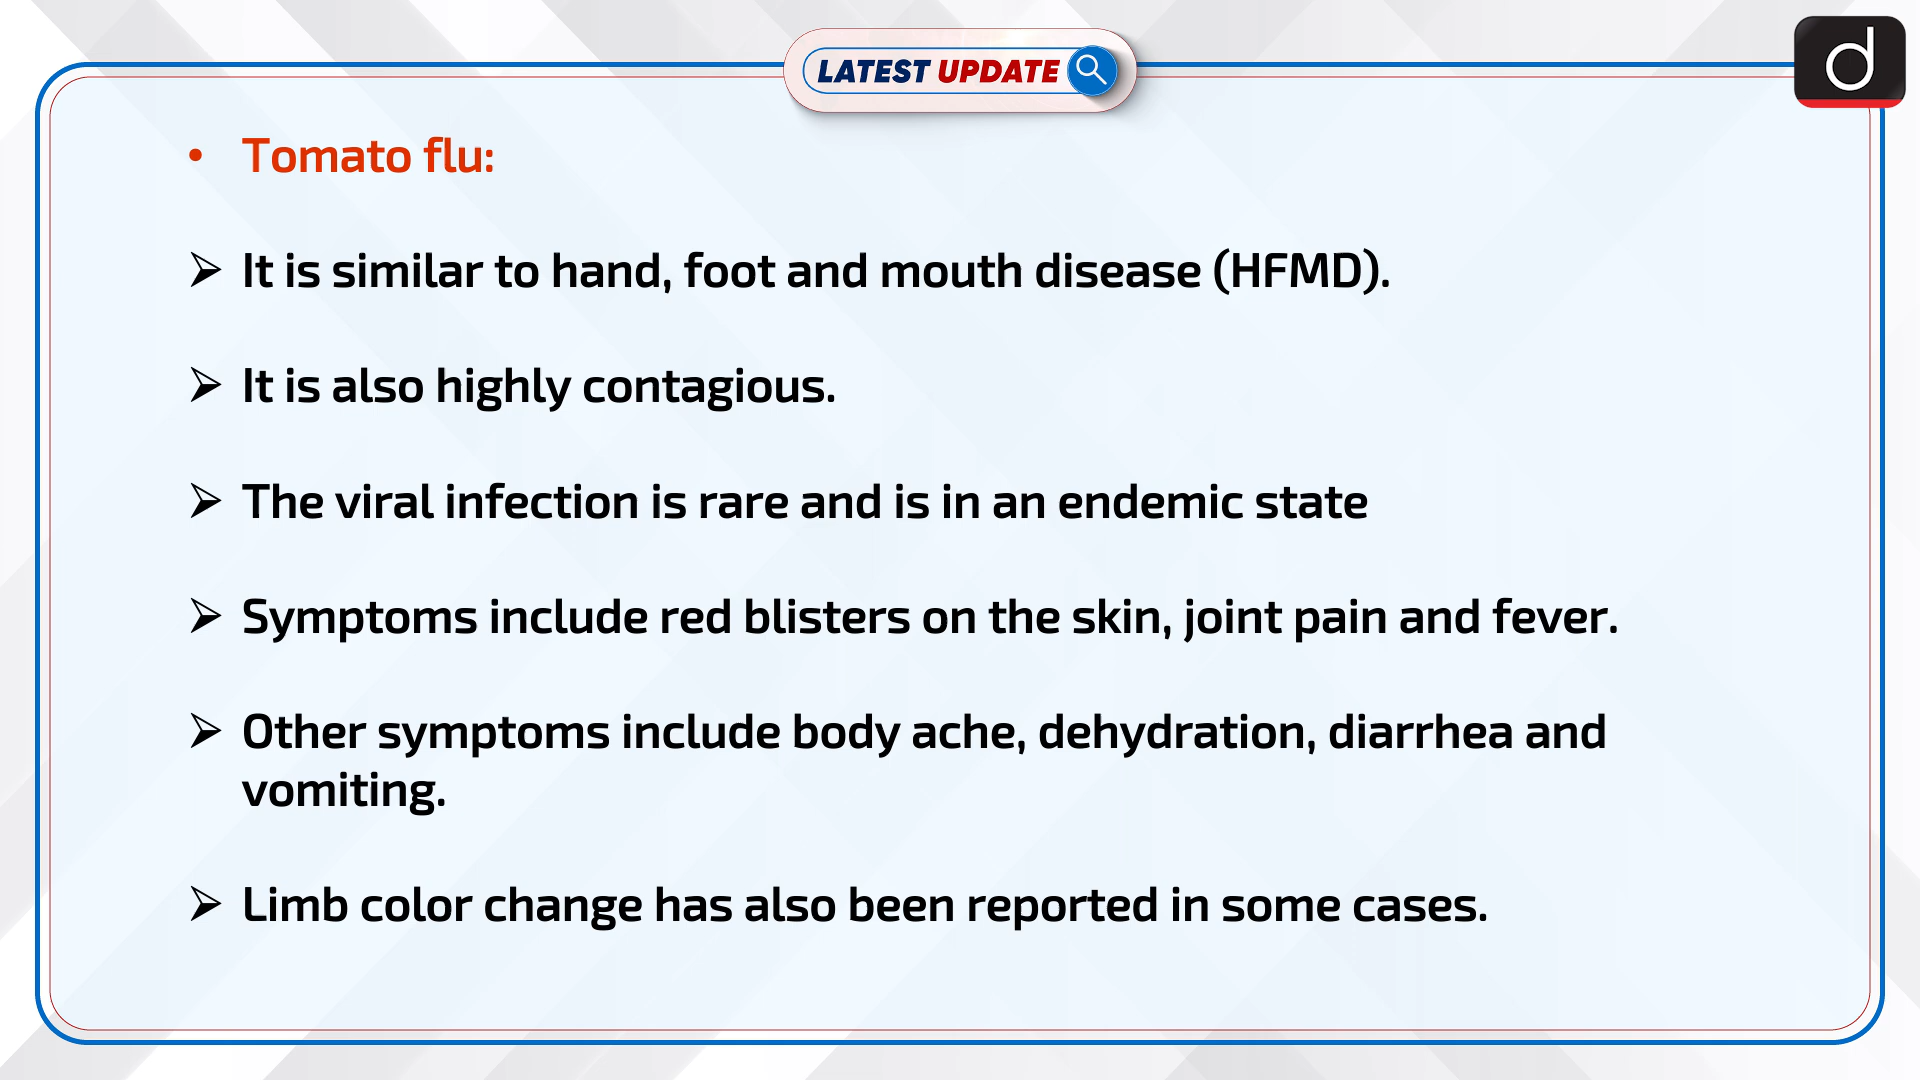 LATEST UPDATE
d
• Tomato flu:
➢ It is similar to hand, foot and mouth disease (HFMD).
➢ It is also highly contagious.
➢ The viral infection is rare and is in an endemic state
➢ Symptoms include red blisters on the skin, joint pain and fever.
➢ Other symptoms include body ache, dehydration, diarrhea and
vomiting.
➢ Limb color change has also been reported in some cases.